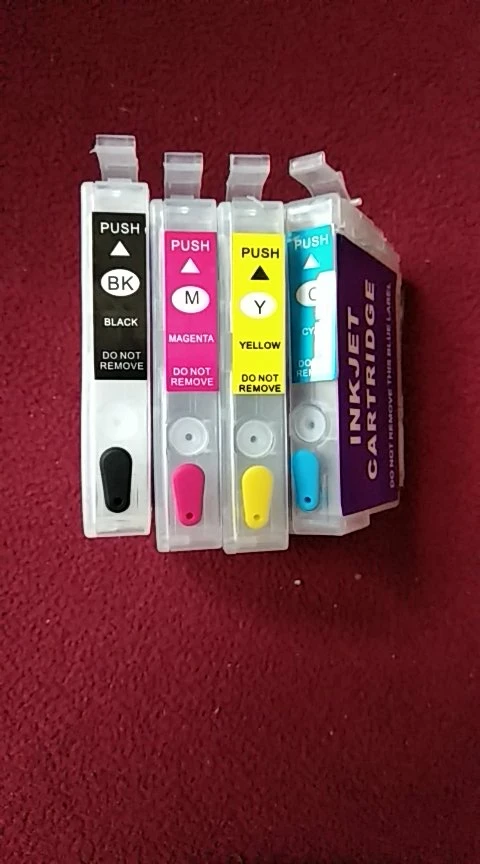 PUSH
BK
BLACK
DO NOT
REMOVE
PUSH
M
MAGENTA
DO NOT
REMOVE
PUSH
Y
YELLOW
DO NOT
REMOVE
PUSH
C
INKJET
CARTRIDGE
DO NOT REMOVE THIS BLUE LABEL